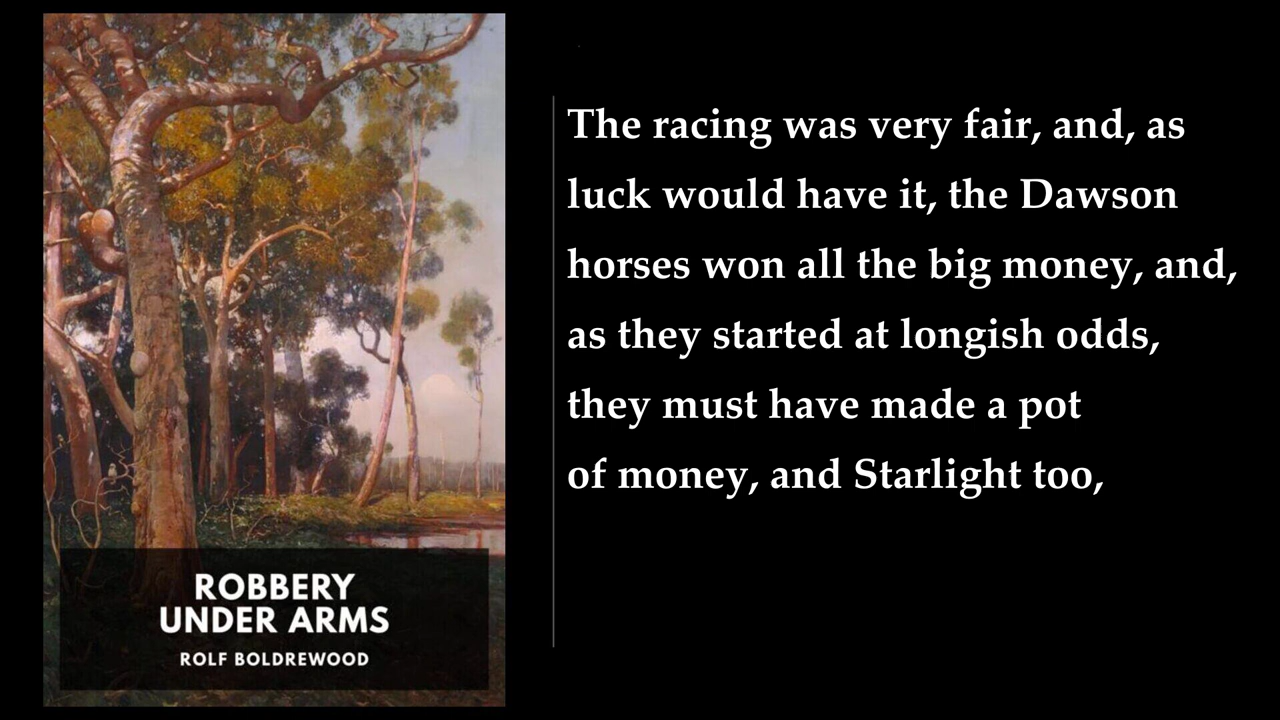 ROBBERY
UNDER ARMS
ROLF BOLDREWOOD
The racing was very fair, and, as
luck would have it, the Dawson
horses won all the big money, and,
as they started at longish odds,
they must have made a pot
of money, and Starlight too,